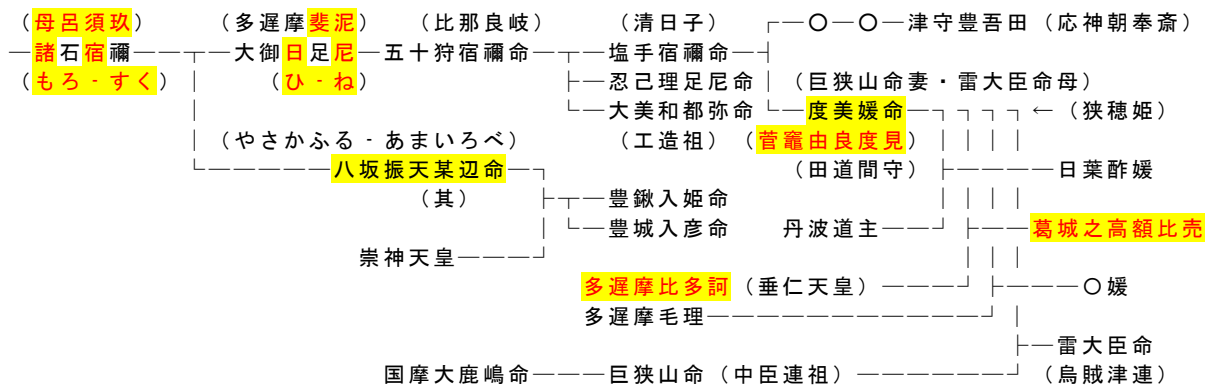 （母呂須玖）　（多遅摩斐泥）　（比那良岐）　（清日子）　┌—〇—〇—津守豊吾田（応神朝奉斎）
—諸石宿禰——┬—大御日足尼—五十狩宿禰命—┬—塩手宿禰命—┤
（もろ‐すく）｜　（ひ‐ね）　├—忍己理足尼命｜（巨狭山命妻・雷大臣命母）
｜　└—大美和都弥命└—度美媛命—┐┐┐┐←（狭穂姫）
｜（やさかふる‐あまいろべ）　（工造祖）（菅竈由良度見）｜｜｜｜
└—————八坂振天某辺命—┐　（田道間守）├————日葉酢媛
（其）　├┬—豊鍬入姫命　｜｜｜｜
｜└—豊城入彦命　丹波道主——┘├——葛城之高額比売
崇神天皇———┘　｜｜｜
多遅摩比多訶（垂仁天皇）———┘├———〇媛
多遅摩毛理————————————┘｜
├—雷大臣命
国摩大鹿嶋命——巨狭山命（中臣連祖）————┘（烏賊津連）